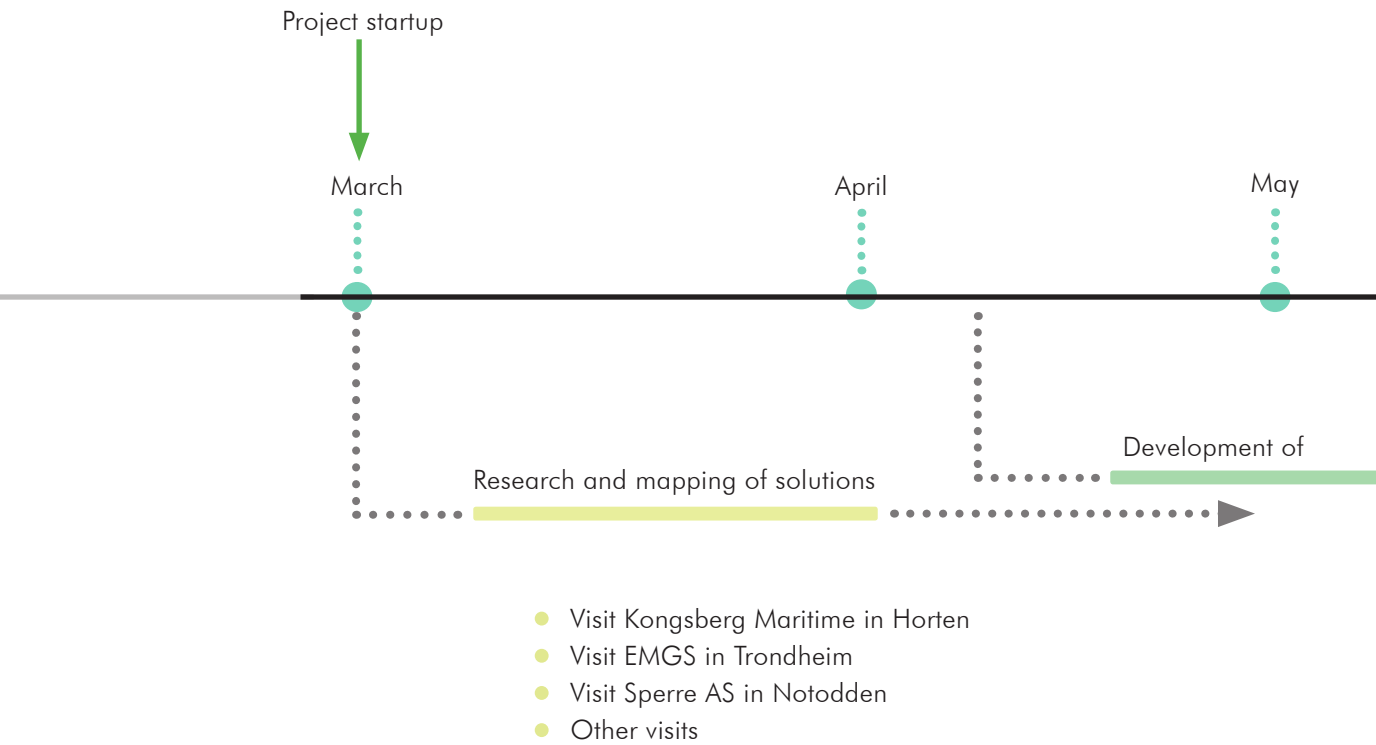 Project startup
March
April
May
Development of
Research and mapping of solutions
Visit Kongsberg Maritime in Horten
Visit EMGS in Trondheim
Visit Sperre AS in Notodden
Other visits